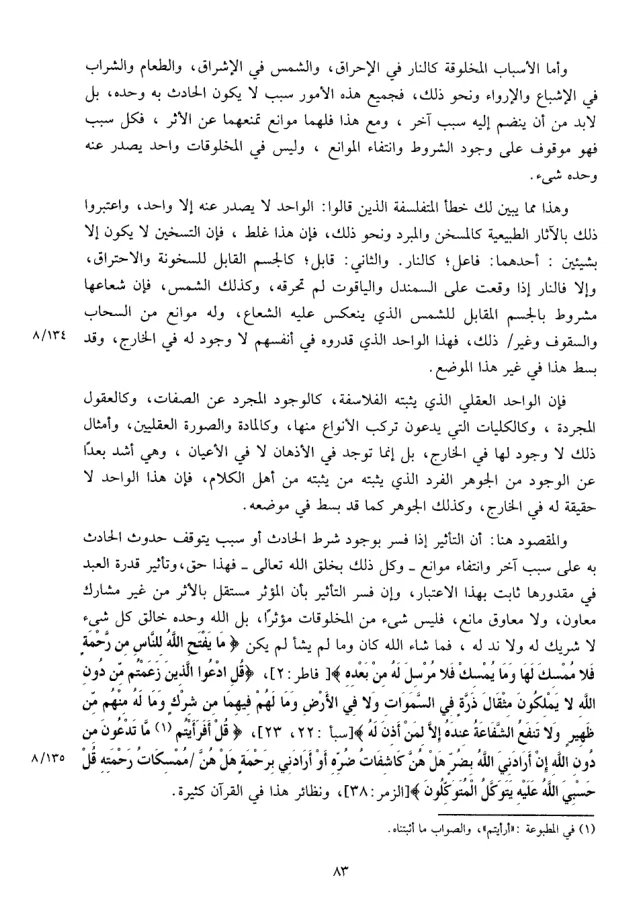 وأما الأسباب المخلوقة كالنار في الإحراق، والشمس في الإشراق، والطعام والشراب
في الإشباع والإرواء ونحو ذلك، فجميع هذه الأمور سبب لا يكون الحادث به وحده، بل
لابد من أن ينضم إليه سبب آخر ، ومع هذا فلهما موانع تمنعهما عن الأثر ، فكل سبب
فهو موقوف على وجود الشروط وانتفاء الموانع ، وليس في المخلوقات واحد يصدر عنه
وحده شىء.
وهذا مما يبين لك خطأ المتفلسفة الذين قالوا: الواحد لا يصدر عنه إلا واحد، واعتبروا
ذلك بالآثار الطبيعية كالمسخن والمبرد ونحو ذلك، فإن هذا غلط ، فإن التسخين لا يكون إلا
بشيئين : أحدهما: فاعل؛ كالنار. والثاني: قابل؛ كالجسم القابل للسخونة والاحتراق،
وإلا فالنار إذا وقعت على السمندل والياقوت لم تحرقه، وكذلك الشمس، فإن شعاعها
مشروط بالجسم المقابل للشمس الذي ينعكس عليه الشعاع، وله موانع من السحاب
والسقوف وغير/ ذلك، فهذا الواحد الذي قدروه في أنفسهم لا وجود له في الخارج، وقد
٨/١٣٤
بسط هذا في غير هذا الموضع.
فإن الواحد العقلي الذي يثبته الفلاسفة، كالوجود المجرد عن الصفات، وكالعقول
المجردة ، وكالكليات التي يدعون تركب الأنواع منها، وكالمادة والصورة العقليين، وأمثال
ذلك لا وجود لها في الخارج، بل إنما توجد في الأذهان لا في الأعيان ، وهي أشد بعدًا
عن الوجود من الجوهر الفرد الذي يثبته من يثبته من أهل الكلام، فإن هذا الواحد لا
حقيقة له في الخارج، وكذلك الجوهر كما قد بسط في موضعه.
والمقصود هنا: أن التأثير إذا فسر بوجود شرط الحادث أو سبب يتوقف حدوث الحادث
به على سبب آخر وانتفاء موانع ـ وكل ذلك بخلق الله تعالى ـ فهذا حق،وتأثير قدرة العبد
في مقدورها ثابت بهذا الاعتبار، وإن فسر التأثير بأن المؤثر مستقل بالأثر من غير مشارك
معاون، ولا معاوق مانع، فليس شىء من المخلوقات مؤثرًا، بل الله وحده خالق كل شىء
لا شريك له ولا ند له ، فما شاء الله كان وما لم يشأ لم يكن ﴿ مَا يَفْتَحِ اللَّهُ لِلنَّاسِ مِن رَّحْمَةٍ
فَلا مُمْسِكَ لَهَا وَمَا يُمْسِكْ فَلا مُرْسِلَ لَهُ مِنْ بَعْدِهِ ﴾[ فاطر:٢]، ﴿قُلِ ادْعُوا الَّذِينَ زَعَمْتُم مِّن دُونِ
اللَّهِ لا يَمْلِكُونَ مِثْقَالَ ذَرَّةٍ فِي السَّمَوَاتِ وَلا فِي الأَرْضِ وَمَا لَهُمْ فِيهِمَا مِن شِرْكٍ وَمَا لَهُ مِنْهُم مِّن
ظَهِيرٍ وَلا تَنفَعُ الشَّفَاعَةُ عِندَهُ إِلاَّ لِمَنْ أَذِنَ لَهُ ﴾[سبأ :٢٢، ٢٣]، ﴿ قُلْ أَفَرَأَيْتُم (١) مَّا تَدْعُونَ مِن
دُونِ اللَّهِ إِنْ أَرَادَنِيَ اللَّهُ بِضُرٍّ هَلْ هُنَّ كَاشِفَاتُ ضُرِّهِ أَوْ أَرَادَنِي بِرَحْمَةٍ هَلْ هُنَّ /مُمْسِكَاتُ رَحْمَتِهِ قُلْ
٨/١٣٥
حَسْبِيَ اللَّهُ عَلَيْهِ يَتَوَكَّلُ الْمُتَوَكِّلُونَ ﴾[الزمر:٣٨]، ونظائر هذا في القرآن كثيرة.
(١) في المطبوعة :«أرأيتم»، والصواب ما أثبتناه.
٨٣